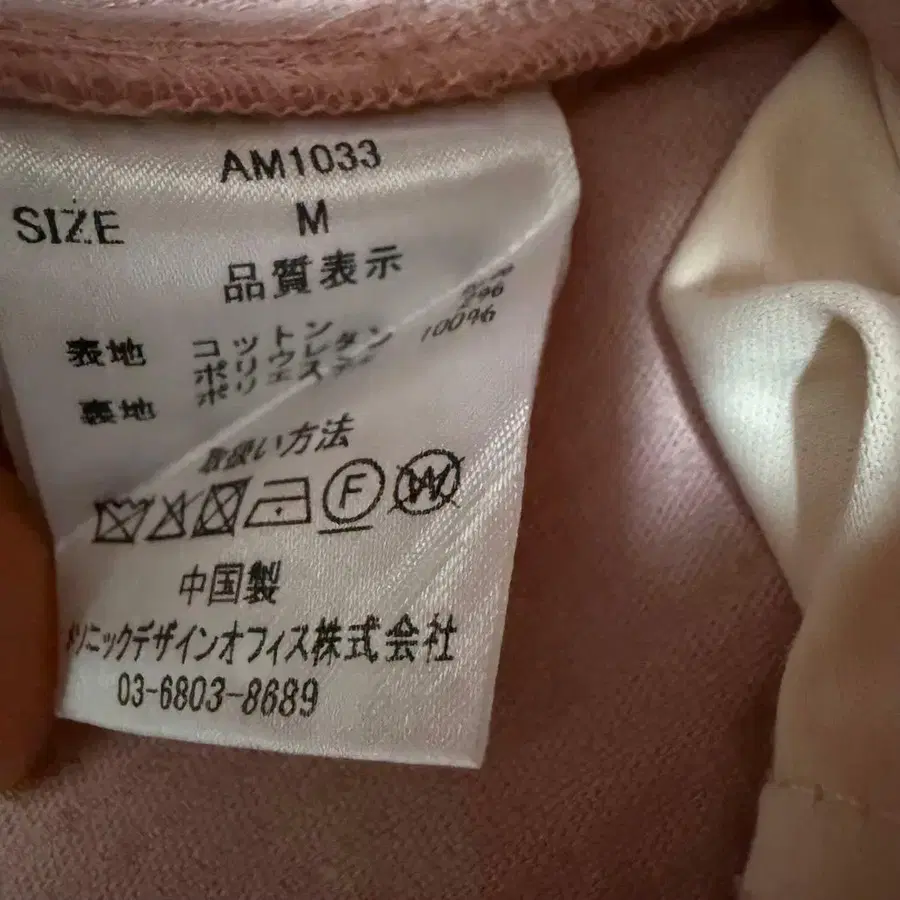 AM1033
SIZE M
品質表示
表地 コットン
ポリウレタン 2%
裏地 ポリエステル 100%
取扱い方法
F W
中国製
ソニックデザインオフィス株式会社
03-6803-8689